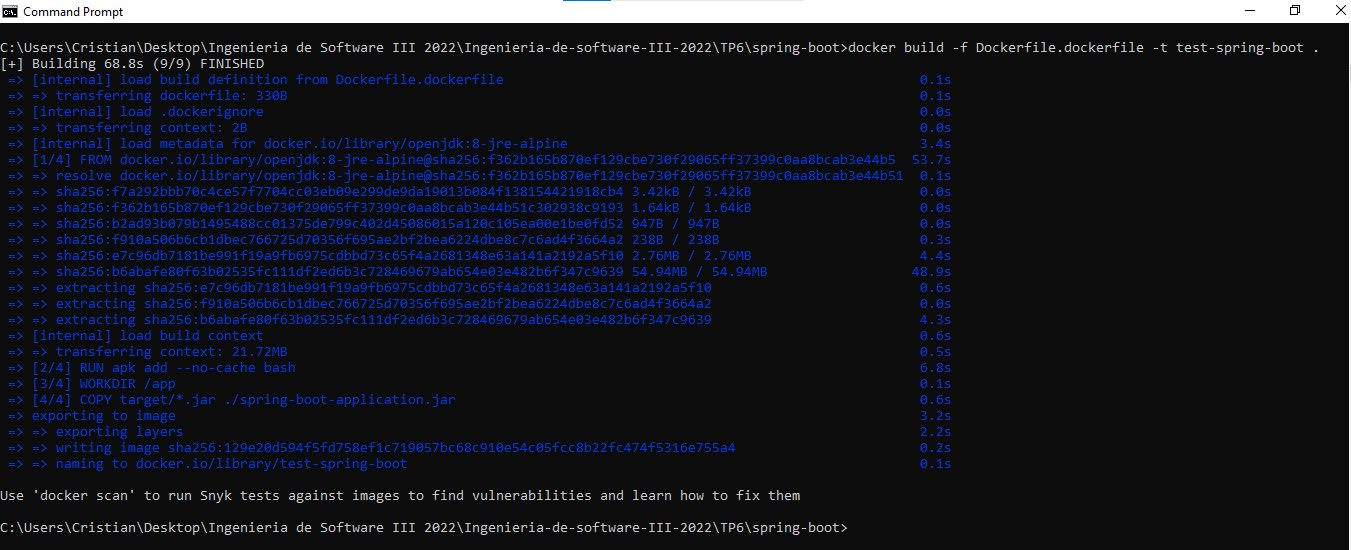 Command Prompt
C:\Users\Cristian\Desktop\Ingenieria de Software III 2022\Ingenieria-de-software-III-2022\TP6\spring-boot>docker build -f Dockerfile.dockerfile -t test-spring-boot .
[+] Building 68.8s (9/9) FINISHED
=> [internal] load build definition from Dockerfile.dockerfile 0.1s
=> => transferring dockerfile: 330B 0.1s
=> [internal] load .dockerignore 0.0s
=> => transferring context: 2B 0.0s
=> [internal] load metadata for docker.io/library/openjdk:8-jre-alpine 3.4s
=> [1/4] FROM docker.io/library/openjdk:8-jre-alpine@sha256:f362b165b870ef129cbe730f29065ff37399c0aa8bcab3e44b5 53.7s
=> => resolve docker.io/library/openjdk:8-jre-alpine@sha256:f362b165b870ef129cbe730f29065ff37399c0aa8bcab3e44b51 0.1s
=> => sha256:f7a292bbb70c4ce57f7704cc03eb09e299de9da19013b084f138154421918cb4 3.42kB / 3.42kB 0.0s
=> => sha256:f362b165b870ef129cbe730f29065ff37399c0aa8bcab3e44b51c302938c9193 1.64kB / 1.64kB 0.0s
=> => sha256:b2ad93b079b1495488cc01375de799c402d45086015a120c105ea00e1be0fd52 947B / 947B 0.0s
=> => sha256:f910a506b6cb1dbec766725d70356f695ae2bf2bea6224dbe8c7c6ad4f3664a2 238B / 238B 0.3s
=> => sha256:e7c96db7181be991f19a9fb6975cdbbd73c65f4a2681348e63a141a2192a5f10 2.76MB / 2.76MB 4.4s
=> => sha256:b6abafe80f63b02535fc111df2ed6b3c728469679ab654e03e482b6f347c9639 54.94MB / 54.94MB 48.9s
=> => extracting sha256:e7c96db7181be991f19a9fb6975cdbbd73c65f4a2681348e63a141a2192a5f10 0.6s
=> => extracting sha256:f910a506b6cb1dbec766725d70356f695ae2bf2bea6224dbe8c7c6ad4f3664a2 0.0s
=> => extracting sha256:b6abafe80f63b02535fc111df2ed6b3c728469679ab654e03e482b6f347c9639 4.3s
=> [internal] load build context 0.6s
=> => transferring context: 21.72MB 0.5s
=> [2/4] RUN apk add --no-cache bash 6.8s
=> [3/4] WORKDIR /app 0.1s
=> [4/4] COPY target/*.jar ./spring-boot-application.jar 0.6s
=> exporting to image 3.2s
=> => exporting layers 2.2s
=> => writing image sha256:129e20d594f5fd758ef1c719057bc68c910e54c05fcc8b22fc474f5316e755a4 0.2s
=> => naming to docker.io/library/test-spring-boot 0.1s
Use 'docker scan' to run Snyk tests against images to find vulnerabilities and learn how to fix them
C:\Users\Cristian\Desktop\Ingenieria de Software III 2022\Ingenieria-de-software-III-2022\TP6\spring-boot>